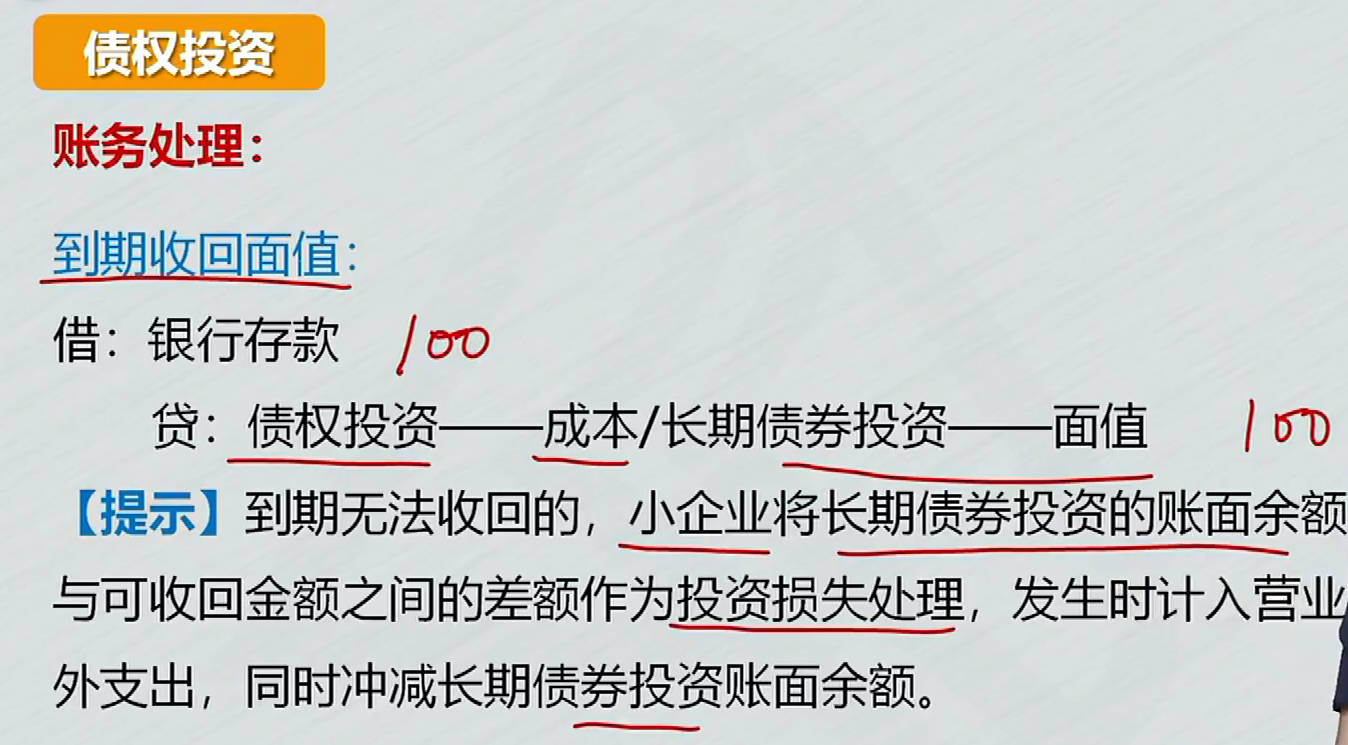 债权投资
账务处理：
到期收回面值：
借：银行存款 100
贷：债权投资——成本/长期债券投资——面值 100
【提示】到期无法收回的，小企业将长期债券投资的账面余额
与可收回金额之间的差额作为投资损失处理，发生时计入营业
外支出，同时冲减长期债券投资账面余额。